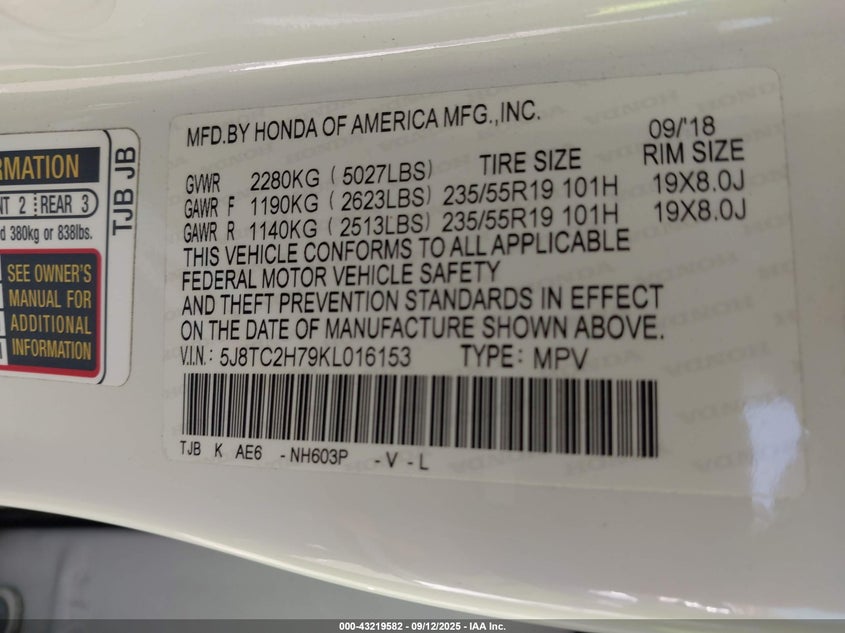 RMATION
NT 2 REAR 3
d 380kg or 838lbs.
SEE OWNER'S
MANUAL FOR
ADDITIONAL
INFORMATION
TJB JB
MFD.BY HONDA OF AMERICA MFG.,INC.
09/'18
GVWR 2280KG (5027LBS) TIRE SIZE RIM SIZE
GAWR F 1190KG (2623LBS) 235/55R19 101H 19X8.0J
GAWR R 1140KG (2513LBS) 235/55R19 101H 19X8.0J
THIS VEHICLE CONFORMS TO ALL APPLICABLE
FEDERAL MOTOR VEHICLE SAFETY
AND THEFT PREVENTION STANDARDS IN EFFECT
ON THE DATE OF MANUFACTURE SHOWN ABOVE.
V.I.N.: 5J8TC2H79KL016153 TYPE: MPV
TJB K AE6 -NH603P -V-L
000-43219582 - 09/12/2025 - IAA Inc.